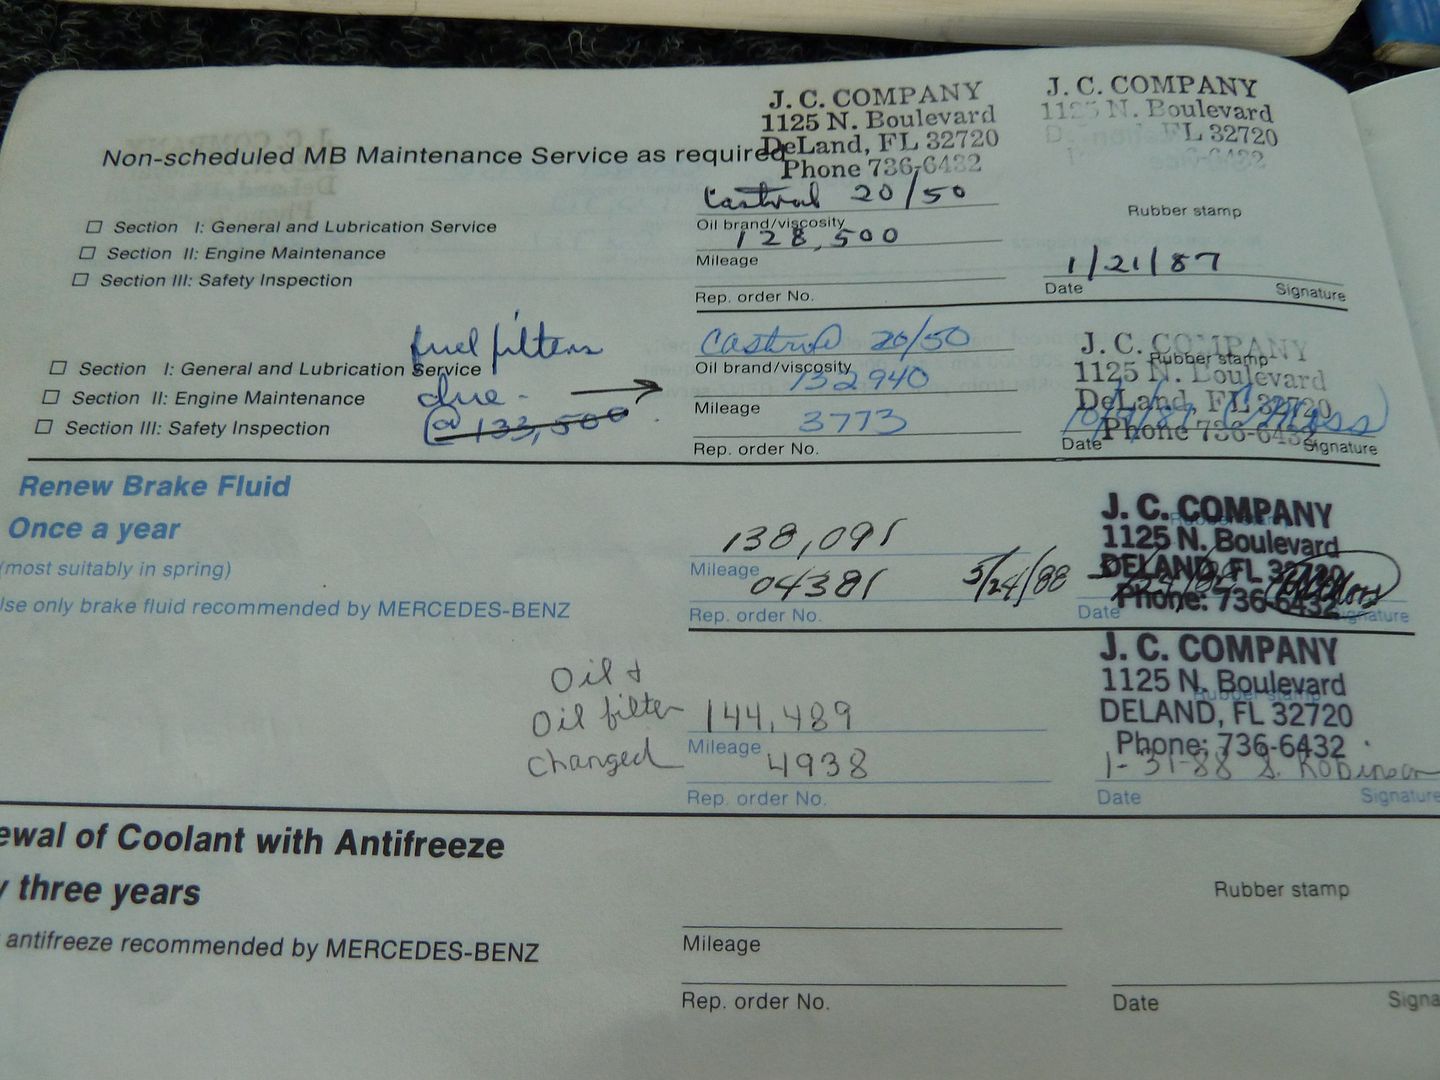 J. C. COMPANY
1125 N. Boulevard
DeLand, FL 32720
Phone 736-6432
J. C. COMPANY
1125 N. Boulevard
FL 32720
Non-scheduled MB Maintenance Service as required
Castrol 20/50
Oil brand/viscosity
Rubber stamp
Section I: General and Lubrication Service
128,500
Section II: Engine Maintenance
Mileage
1/21/87
Section III: Safety Inspection
Rep. order No.
Date
Signature
fuel filters
Castrol 20/50
J. C. COMPANY
Rubber stamp
Section I: General and Lubrication Service
Oil brand/viscosity
1125 N. Boulevard
due
132940
DeLand, FL 32720
Section II: Engine Maintenance
Mileage
@ 133,500
3773
Phone 736-6432
Section III: Safety Inspection
Rep. order No.
Date
Signature
Renew Brake Fluid
J. C. COMPANY
Once a year
138,091
1125 N. Boulevard
(most suitably in spring)
Mileage
DELAND, FL 32720
04381
5/24/88
Phone: 736-6432
Use only brake fluid recommended by MERCEDES-BENZ
Rep. order No.
Date
Signature
J. C. COMPANY
Oil &
1125 N. Boulevard
Rubber stamp
Oil filter
144,489
DELAND, FL 32720
changed
Mileage
Phone: 736-6432
4938
1-31-88 S. Robinson
Rep. order No.
Date
Signature
ewal of Coolant with Antifreeze
y three years
Rubber stamp
antifreeze recommended by MERCEDES-BENZ
Mileage
Rep. order No.
Date
Signa